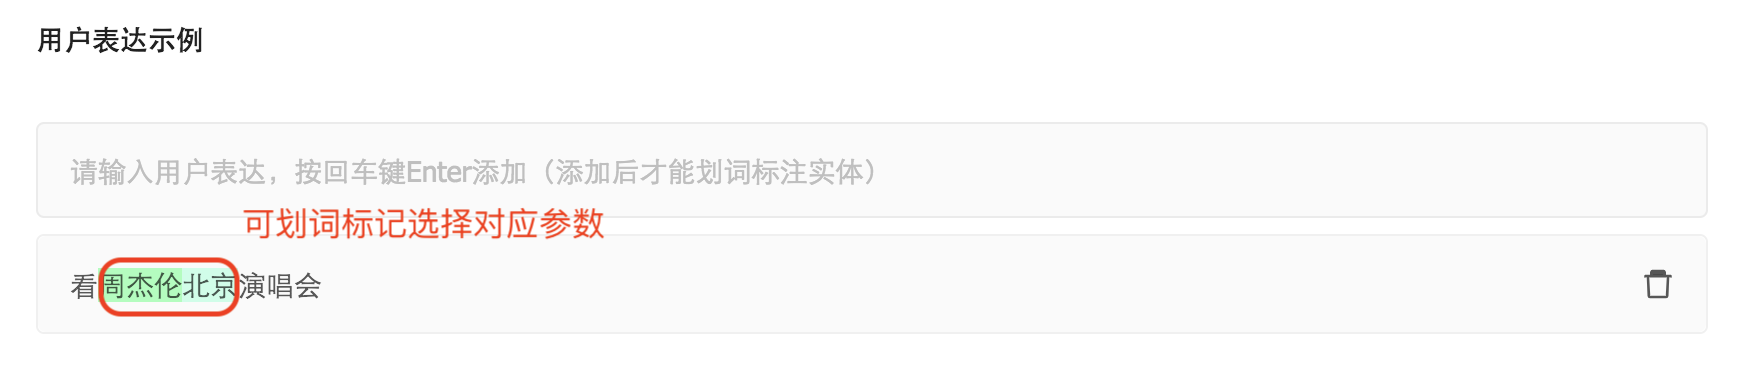 用户表达示例
请输入用户表达，按回车键Enter添加（添加后才能划词标注实体）
可划词标记选择对应参数
看周杰伦北京演唱会